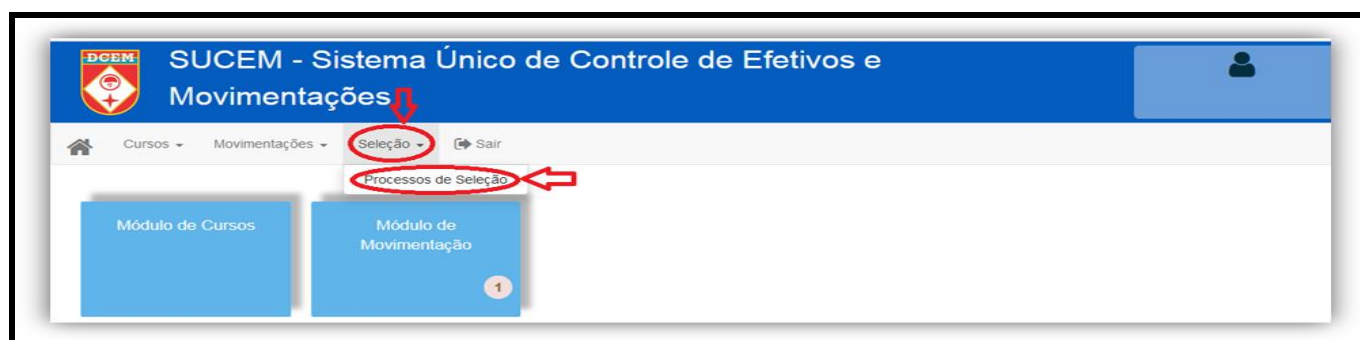 DCEM
SUCEM - Sistema Único de Controle de Efetivos e
Movimentações
Cursos
Movimentações
Seleção
Sair
Processos de Seleção
Módulo de Cursos
Módulo de
Movimentação
1